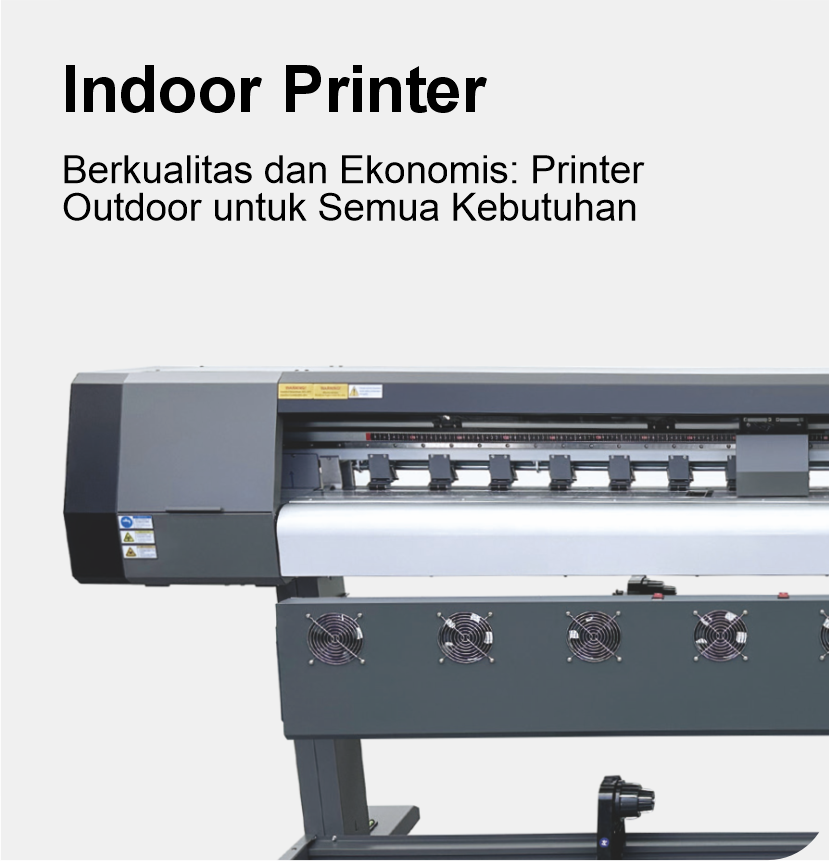 Indoor Printer
Berkualitas dan Ekonomis: Printer
Outdoor untuk Semua Kebutuhan